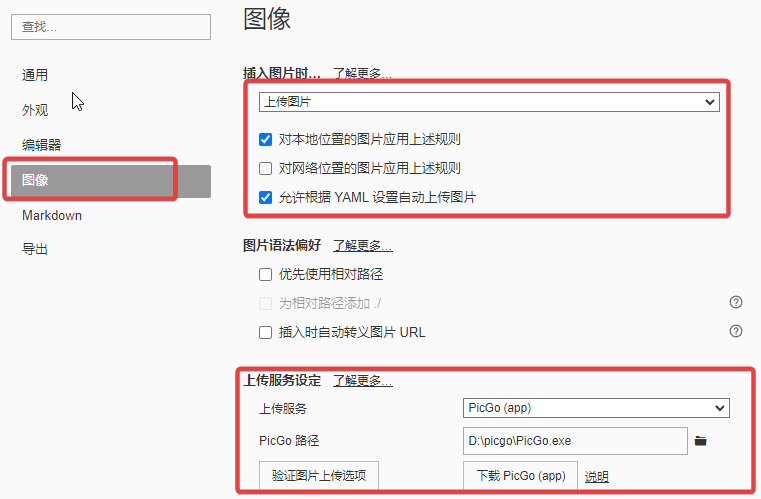 查找...
通用
外观
编辑器
图像
Markdown
导出
图像
插入图片时... 了解更多...
上传图片
对本地位置的图片应用上述规则
对网络位置的图片应用上述规则
允许根据 YAML 设置自动上传图片
图片语法偏好 了解更多...
优先使用相对路径
为相对路径添加 ./
插入时自动转义图片 URL
上传服务设定 了解更多...
上传服务 PicGo (app)
PicGo 路径 D:\picgo\PicGo.exe
验证图片上传选项 下载 PicGo (app) 说明